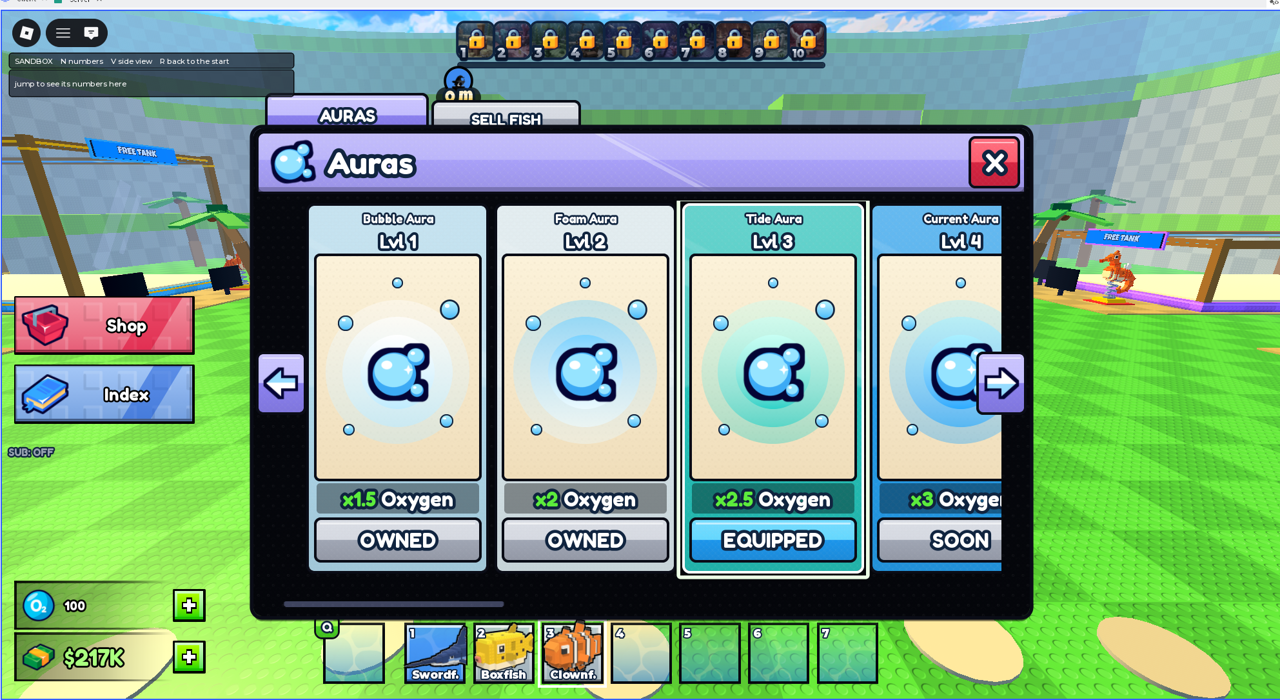 SANDBOX N numbers V side view R back to the start
jump to see its numbers here
1 2 3 4 5 6 7 8 9 10
o m
AURAS
SELL FISH
FREE TANK
Auras
FREE TANK
Bubble Aura
Lvl 1
x1.5 Oxygen
OWNED
Foam Aura
Lvl 2
x2 Oxygen
OWNED
Tide Aura
Lvl 3
x2.5 Oxygen
EQUIPPED
Current Aura
Lvl 4
x3 Oxyge
SOON
Shop
Index
SUB: OFF
O2 100
$217K
Q
1 Swordf.
2 Boxfish
3 Clownf.
4
5
6
7